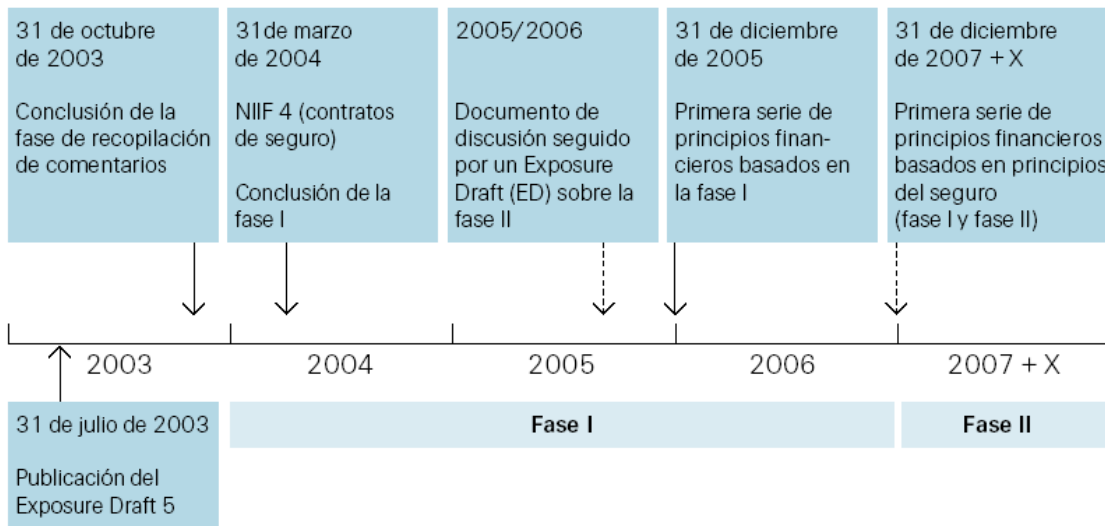 31 de octubre
de 2003
Conclusión de la
fase de recopilación
de comentarios
31de marzo
de 2004
NIIF 4 (contratos
de seguro)
Conclusión de la
fase I
2005/2006
Documento de
discusión seguido
por un Exposure
Draft (ED) sobre la
fase II
31 de diciembre
de 2005
Primera serie de
principios finan-
cieros basados en
la fase I
31 de diciembre
de 2007 + X
Primera serie de
principios financieros
basados en principios
del seguro
(fase I y fase II)
2003
2004
2005
2006
2007 + X
31 de julio de 2003
Publicación del
Exposure Draft 5
Fase I
Fase II